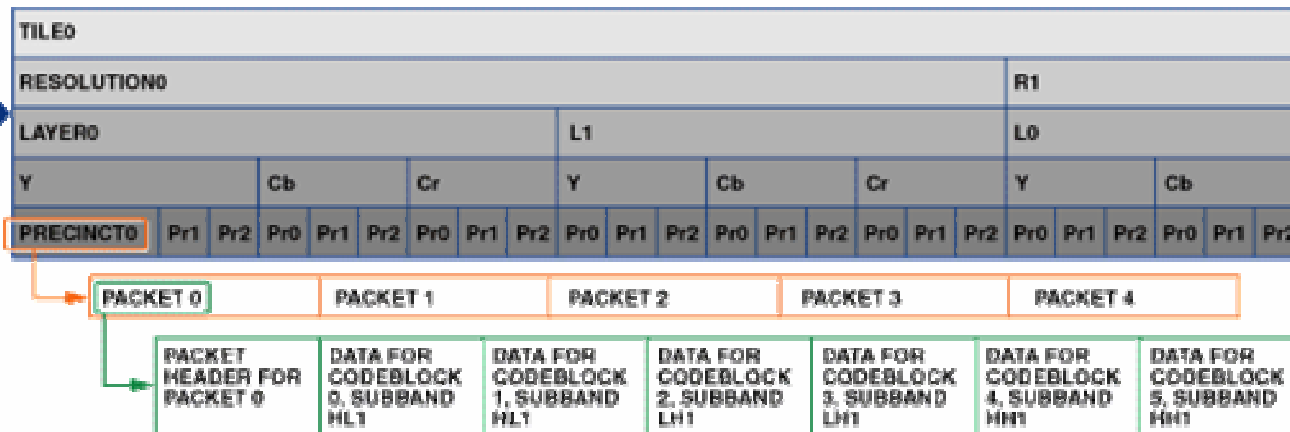 TILE0
RESOLUTION0 R1
LAYER0 L1 L0
Y Cb Cr Y Cb Cr Y Cb
PRECINCT0 Pr1 Pr2 Pr0 Pr1 Pr2 Pr0 Pr1 Pr2 Pr0 Pr1 Pr2 Pr0 Pr1 Pr2 Pr0 Pr1 Pr2 Pr0 Pr1 Pr2 Pr0 Pr1 Pr2
PACKET 0 PACKET 1 PACKET 2 PACKET 3 PACKET 4
PACKET
HEADER FOR
PACKET 0
DATA FOR
CODEBLOCK
0, SUBBAND
HL1
DATA FOR
CODEBLOCK
1, SUBBAND
HL1
DATA FOR
CODEBLOCK
2, SUBBAND
LH1
DATA FOR
CODEBLOCK
3, SUBBAND
LH1
DATA FOR
CODEBLOCK
4, SUBBAND
HH1
DATA FOR
CODEBLOCK
5, SUBBAND
HH1